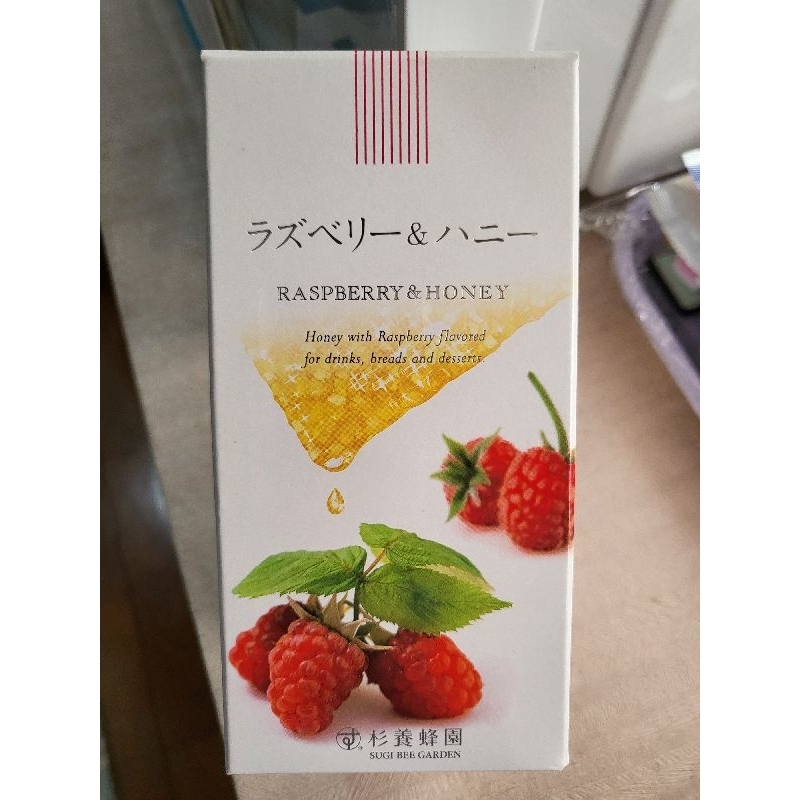 ラズベリー&ハニー
RASPBERRY&HONEY
Honey with Raspberry flavored
for drinks, breads and desserts.
杉養蜂園
SUGI BEE GARDEN